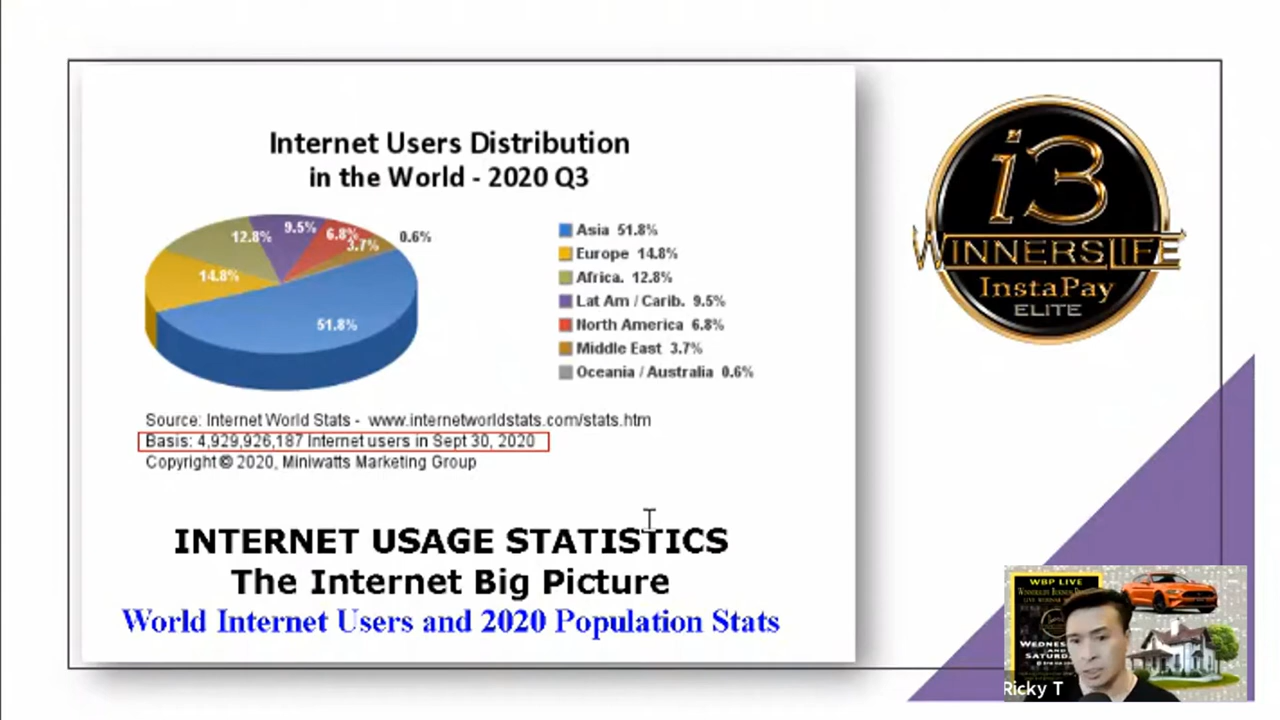 Internet Users Distribution
in the World - 2020 Q3
12.8%
9.5%
6.8%
3.7%
0.6%
14.8%
51.8%
Asia 51.8%
Europe 14.8%
Africa. 12.8%
Lat Am / Carib. 9.5%
North America 6.8%
Middle East 3.7%
Oceania / Australia 0.6%
Source: Internet World Stats - www.internetworldstats.com/stats.htm
Basis: 4,929,926,187 Internet users in Sept 30, 2020
Copyright © 2020, Miniwatts Marketing Group
INTERNET USAGE STATISTICS
The Internet Big Picture
World Internet Users and 2020 Population Stats
i3
WINNERSLIFE
InstaPay
ELITE
WBP LIVE
Ricky T